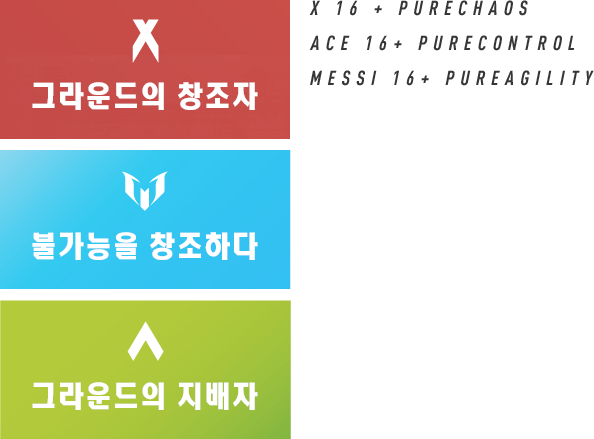 그라운드의 창조자
불가능을 창조하다
그라운드의 지배자
X 16 + PURECHAOS
ACE 16+ PURECONTROL
MESSI 16+ PUREAGILITY